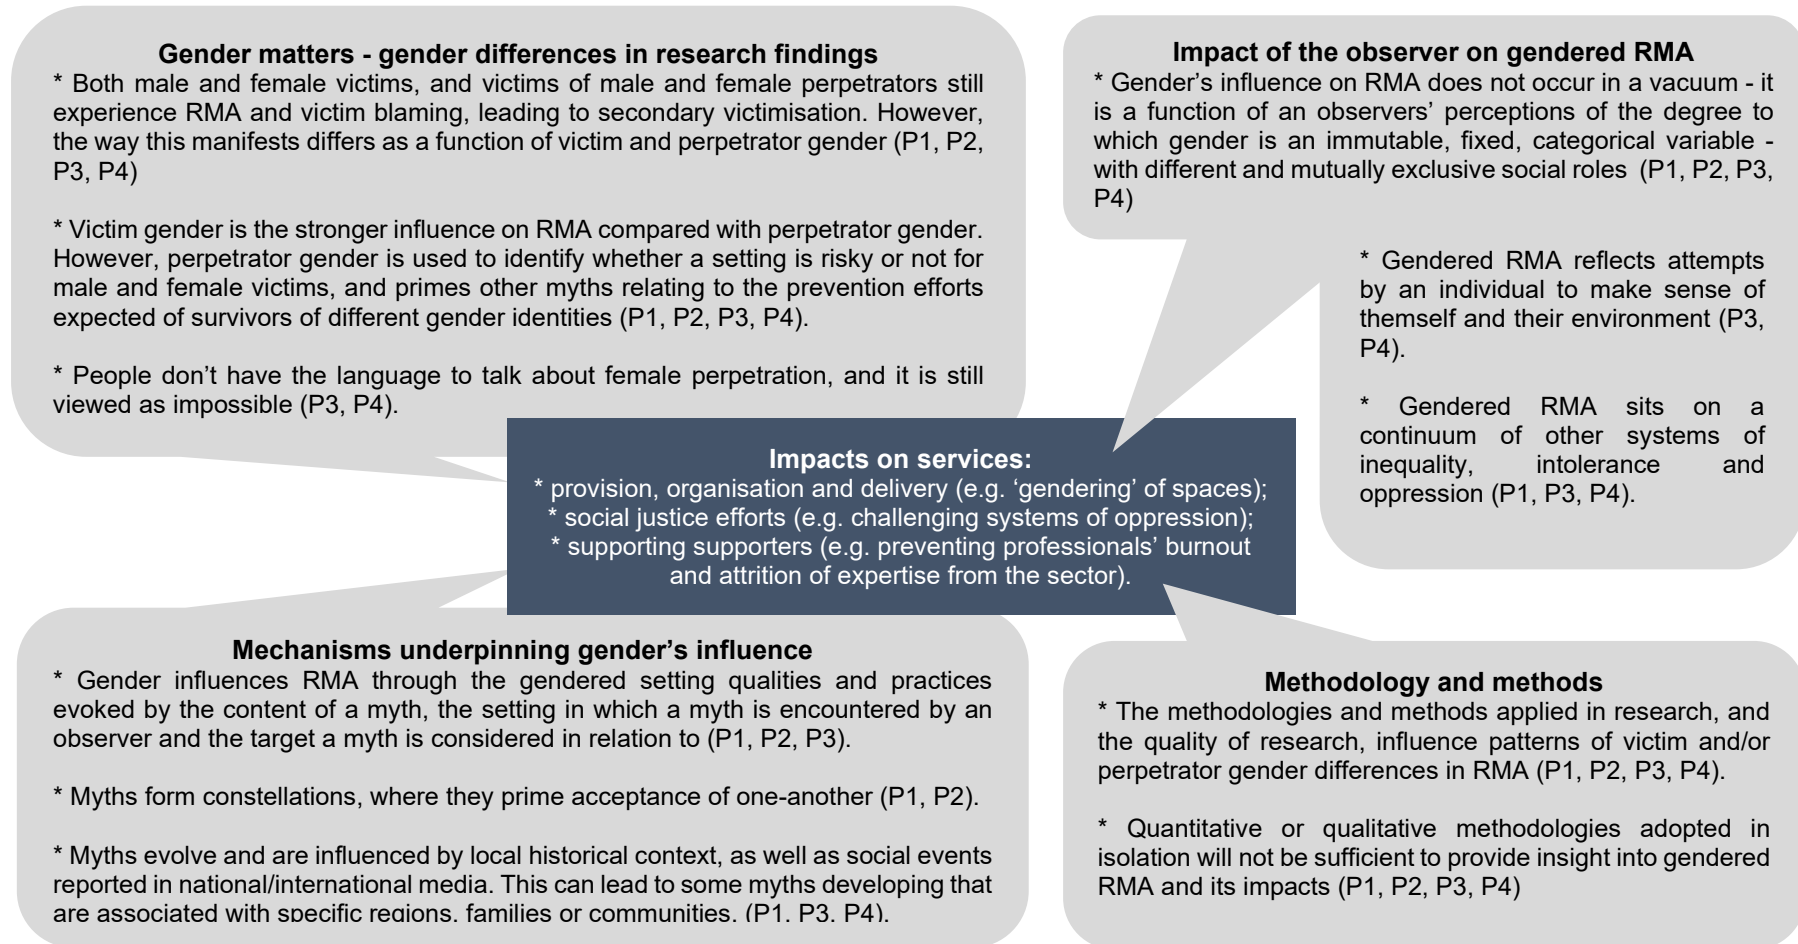 Gender matters - gender differences in research findings
* Both male and female victims, and victims of male and female perpetrators still
experience RMA and victim blaming, leading to secondary victimisation. However,
the way this manifests differs as a function of victim and perpetrator gender (P1, P2,
P3, P4)
* Victim gender is the stronger influence on RMA compared with perpetrator gender.
However, perpetrator gender is used to identify whether a setting is risky or not for
male and female victims, and primes other myths relating to the prevention efforts
expected of survivors of different gender identities (P1, P2, P3, P4).
* People don’t have the language to talk about female perpetration, and it is still
viewed as impossible (P3, P4).
Impact of the observer on gendered RMA
* Gender’s influence on RMA does not occur in a vacuum - it
is a function of an observers’ perceptions of the degree to
which gender is an immutable, fixed, categorical variable -
with different and mutually exclusive social roles (P1, P2, P3,
P4)
* Gendered RMA reflects attempts
by an individual to make sense of
themself and their environment (P3,
P4).
* Gendered RMA sits on a
continuum of other systems of
inequality, intolerance and
oppression (P1, P3, P4).
Impacts on services:
* provision, organisation and delivery (e.g. ‘gendering’ of spaces);
* social justice efforts (e.g. challenging systems of oppression);
* supporting supporters (e.g. preventing professionals’ burnout
and attrition of expertise from the sector).
Mechanisms underpinning gender’s influence
* Gender influences RMA through the gendered setting qualities and practices
evoked by the content of a myth, the setting in which a myth is encountered by an
observer and the target a myth is considered in relation to (P1, P2, P3).
* Myths form constellations, where they prime acceptance of one-another (P1, P2).
* Myths evolve and are influenced by local historical context, as well as social events
reported in national/international media. This can lead to some myths developing that
are associated with specific regions, families or communities. (P1, P3, P4).
Methodology and methods
* The methodologies and methods applied in research, and
the quality of research, influence patterns of victim and/or
perpetrator gender differences in RMA (P1, P2, P3, P4).
* Quantitative or qualitative methodologies adopted in
isolation will not be sufficient to provide insight into gendered
RMA and its impacts (P1, P2, P3, P4)